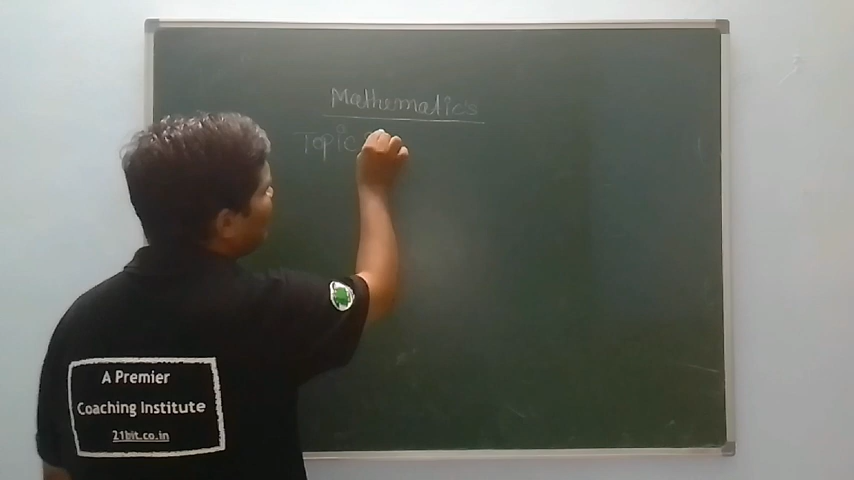 Mathematics
Topic
A Premier
Coaching Institute
21bit.co.in